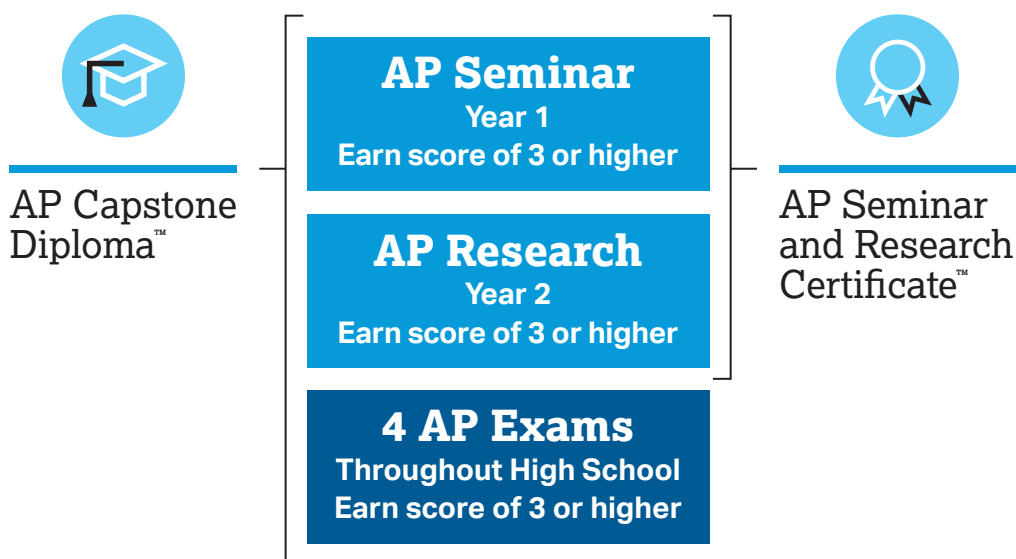 AP Capstone
Diploma™
AP Seminar
Year 1
Earn score of 3 or higher
AP Research
Year 2
Earn score of 3 or higher
4 AP Exams
Throughout High School
Earn score of 3 or higher
AP Seminar
and Research
Certificate™